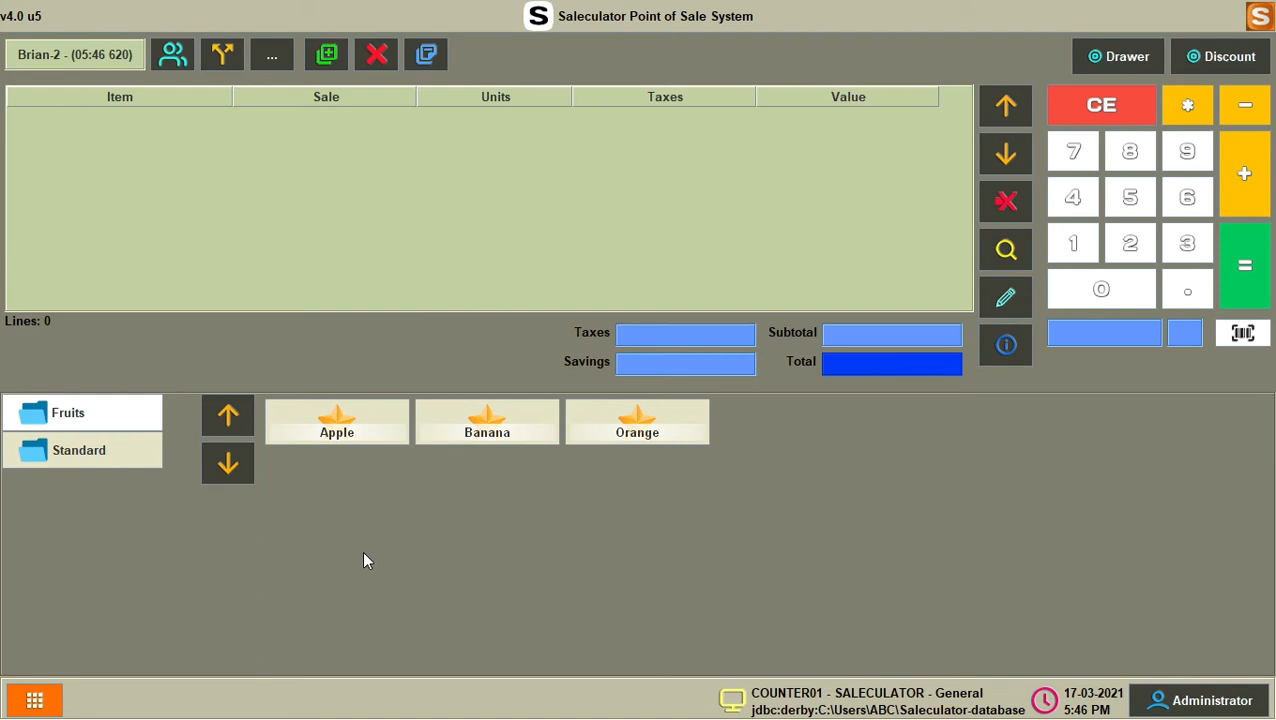 v4.0 u5
S Saleculator Point of Sale System
S
Brian-2 - (05:46 620)
...
Drawer
Discount
Item Sale Units Taxes Value
CE * -
7 8 9 +
4 5 6
1 2 3 =
0 .
Lines: 0
Taxes
Subtotal
Savings
Total
Fruits
Standard
Apple
Banana
Orange
COUNTER01 - SALECULATOR - General
jdbc:derby:C:\Users\ABC\Saleculator-database
17-03-2021
5:46 PM
Administrator